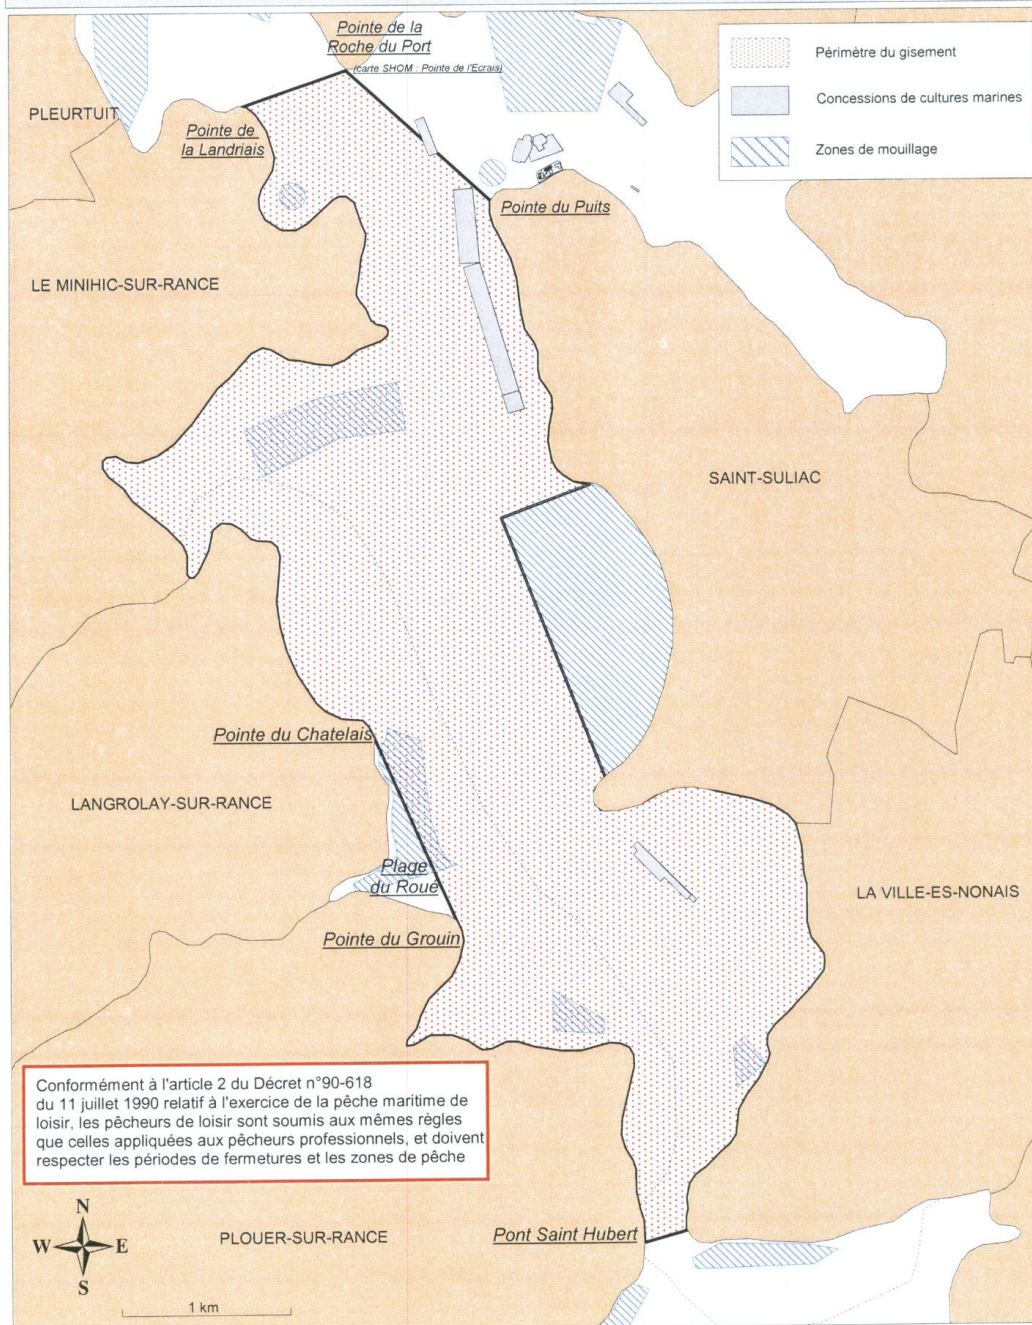 Pointe de la
Roche du Port
(carte SHOM : Pointe de l'Ecrais)
Périmètre du gisement
Concessions de cultures marines
Zones de mouillage
PLEURTUIT
Pointe de
la Landriais
Pointe du Puits
LE MINIHIC-SUR-RANCE
SAINT-SULIAC
Pointe du Chatelais
LANGROLAY-SUR-RANCE
Plage
du Roué
LA VILLE-ES-NONAIS
Pointe du Grouin
Conformément à l'article 2 du Décret n°90-618
du 11 juillet 1990 relatif à l'exercice de la pêche maritime de
loisir, les pêcheurs de loisir sont soumis aux mêmes règles
que celles appliquées aux pêcheurs professionnels, et doivent
respecter les périodes de fermetures et les zones de pêche
N
W E
S
PLOUER-SUR-RANCE
Pont Saint Hubert
1 km